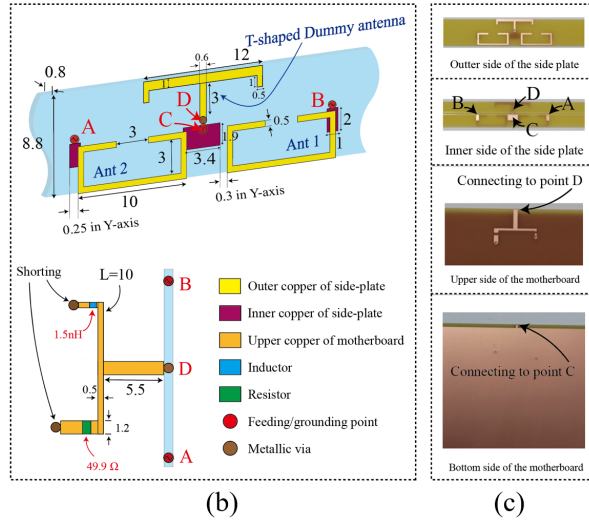 T-shaped Dummy antenna
0.6
12
0.8
D
3
1
0.5
A
C
B
8.8
3
1.9
0.5
2
Ant 2
3
3.4
Ant 1
1
10
0.25 in Y-axis
0.3 in Y-axis
Shorting
L=10
B
1.5nH
D
0.5
5.5
1.2
49.9 Ω
A
Outer copper of side-plate
Inner copper of side-plate
Upper copper of motherboard
Inductor
Resistor
Feeding/grounding point
Metallic via
(b)
Outter side of the side plate
D
B
A
C
Inner side of the side plate
Connecting to point D
Upper side of the motherboard
Connecting to point C
Bottom side of the motherboard
(c)